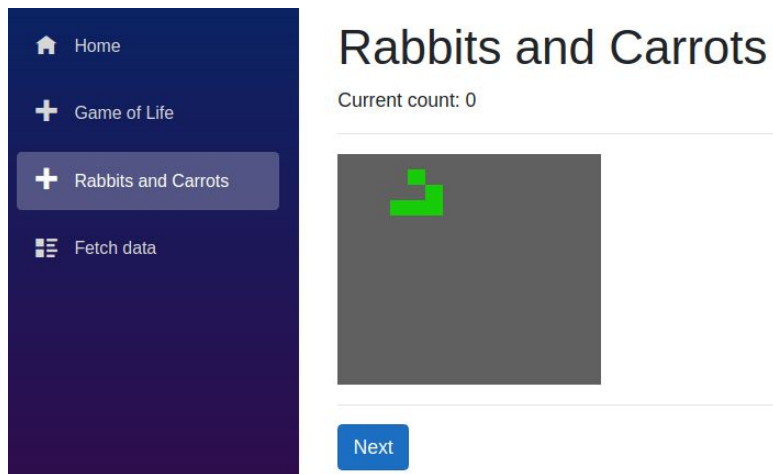 Home
Game of Life
Rabbits and Carrots
Fetch data
Rabbits and Carrots
Current count: 0
Next